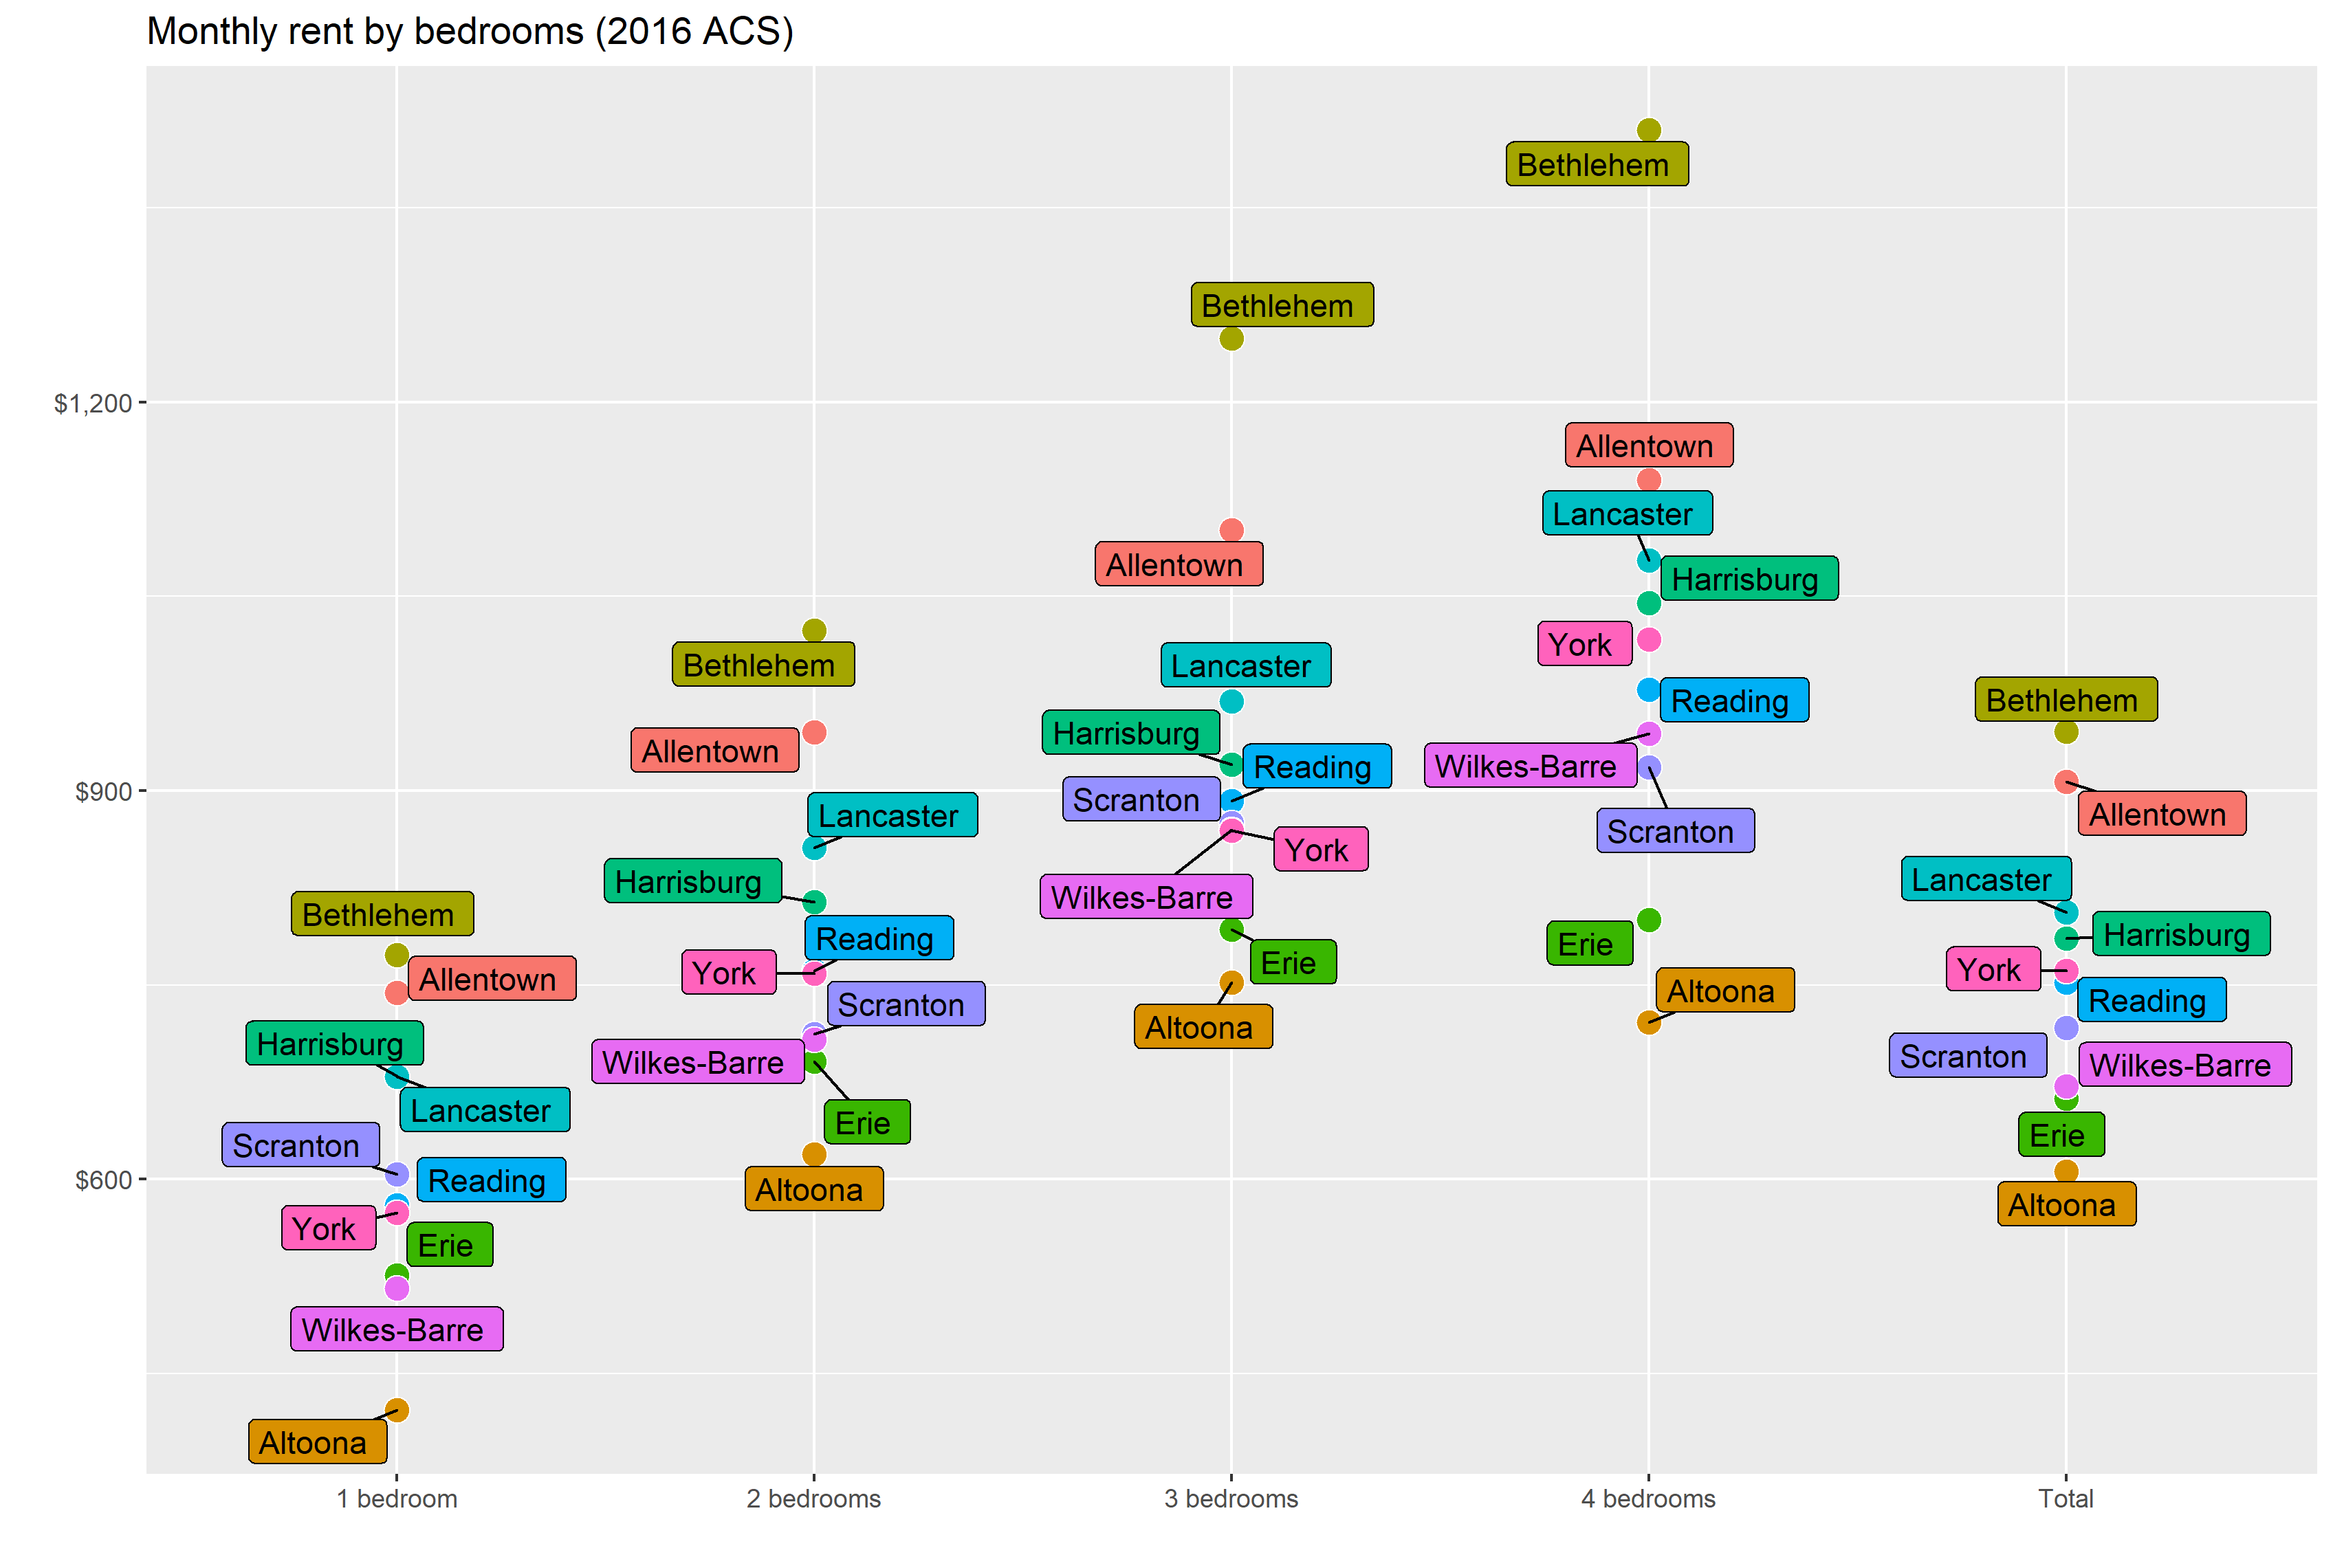 Monthly rent by bedrooms (2016 ACS)
$1,200
$900
$600
Bethlehem
Allentown
Harrisburg
Lancaster
Scranton
Reading
York
Erie
Wilkes-Barre
Altoona
Bethlehem
Allentown
Lancaster
Harrisburg
Reading
York
Scranton
Wilkes-Barre
Erie
Altoona
Bethlehem
Allentown
Lancaster
Harrisburg
Reading
Scranton
York
Wilkes-Barre
Erie
Altoona
Bethlehem
Allentown
Lancaster
Harrisburg
York
Reading
Wilkes-Barre
Scranton
Erie
Altoona
Bethlehem
Allentown
Lancaster
Harrisburg
York
Reading
Scranton
Wilkes-Barre
Erie
Altoona
1 bedroom
2 bedrooms
3 bedrooms
4 bedrooms
Total